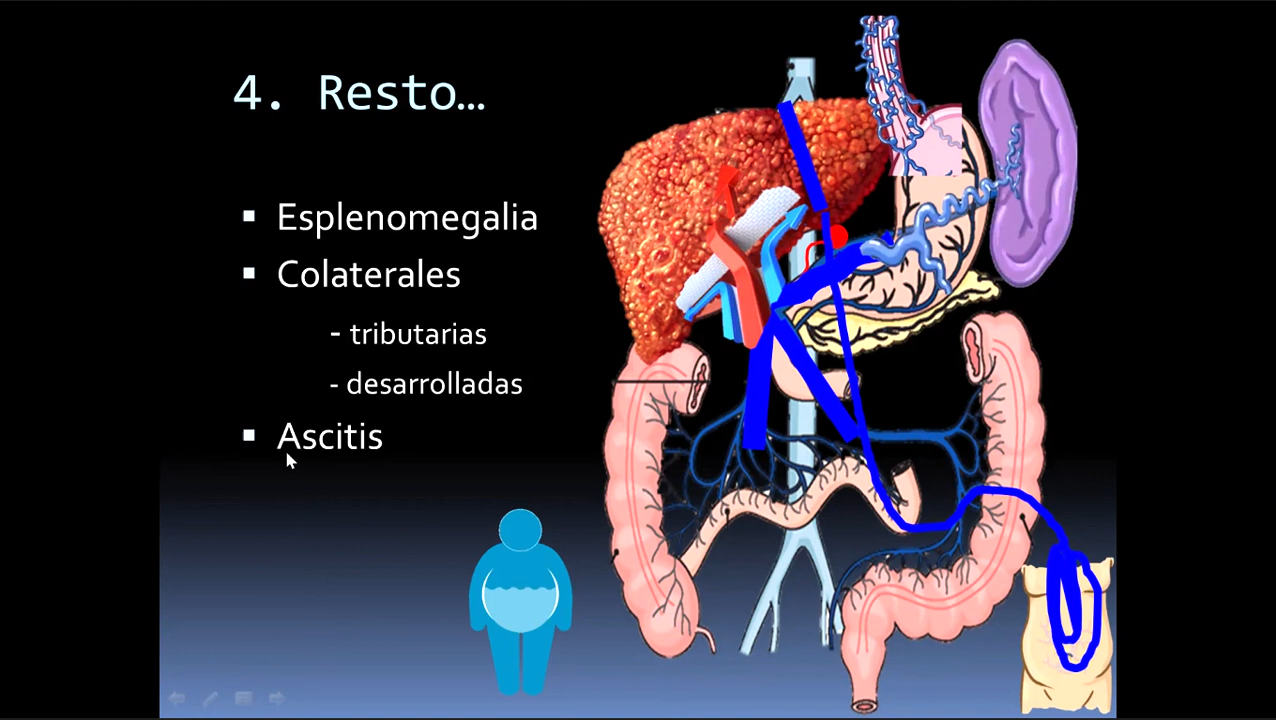 4. Resto…
▪ Esplenomegalia
▪ Colaterales
- tributarias
- desarrolladas
▪ Ascitis